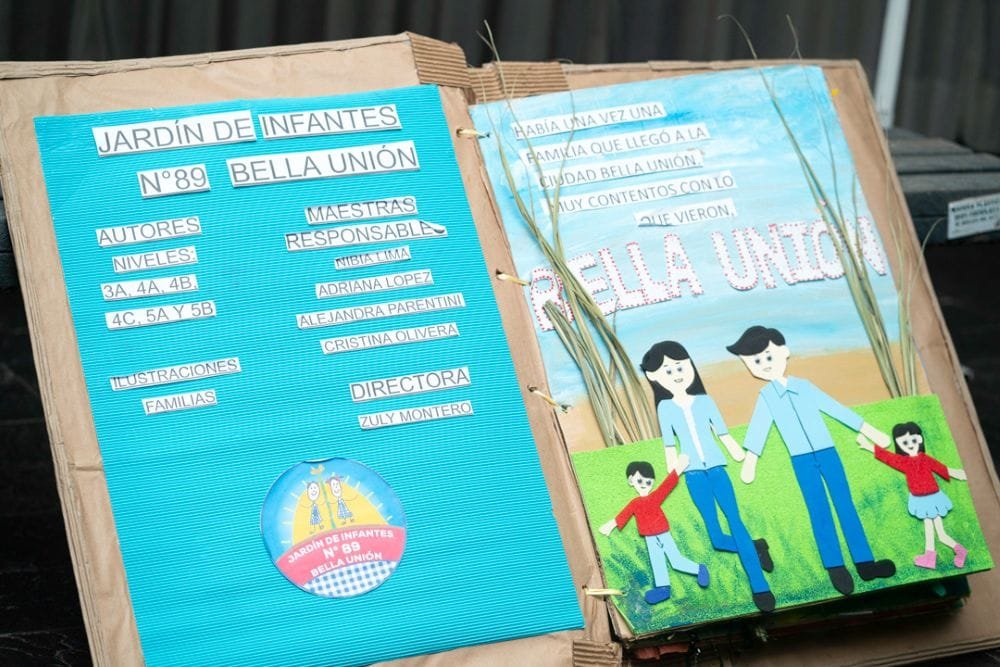 JARDÍN DE INFANTES
N°89 BELLA UNIÓN
AUTORES
NIVELES:
3A, 4A, 4B,
4C, 5A Y 5B
ILUSTRACIONES
FAMILIAS
MAESTRAS
RESPONSABLES
NIBIA LIMA
ADRIANA LOPEZ
ALEJANDRA PARENTINI
CRISTINA OLIVERA
DIRECTORA
ZULY MONTERO
JARDÍN DE INFANTES
N° 89
BELLA UNIÓN
HABÍA UNA VEZ UNA
FAMILIA QUE LLEGÓ A LA
CIUDAD BELLA UNIÓN.
MUY CONTENTOS CON LO
QUE VIERON,
BELLA UNION